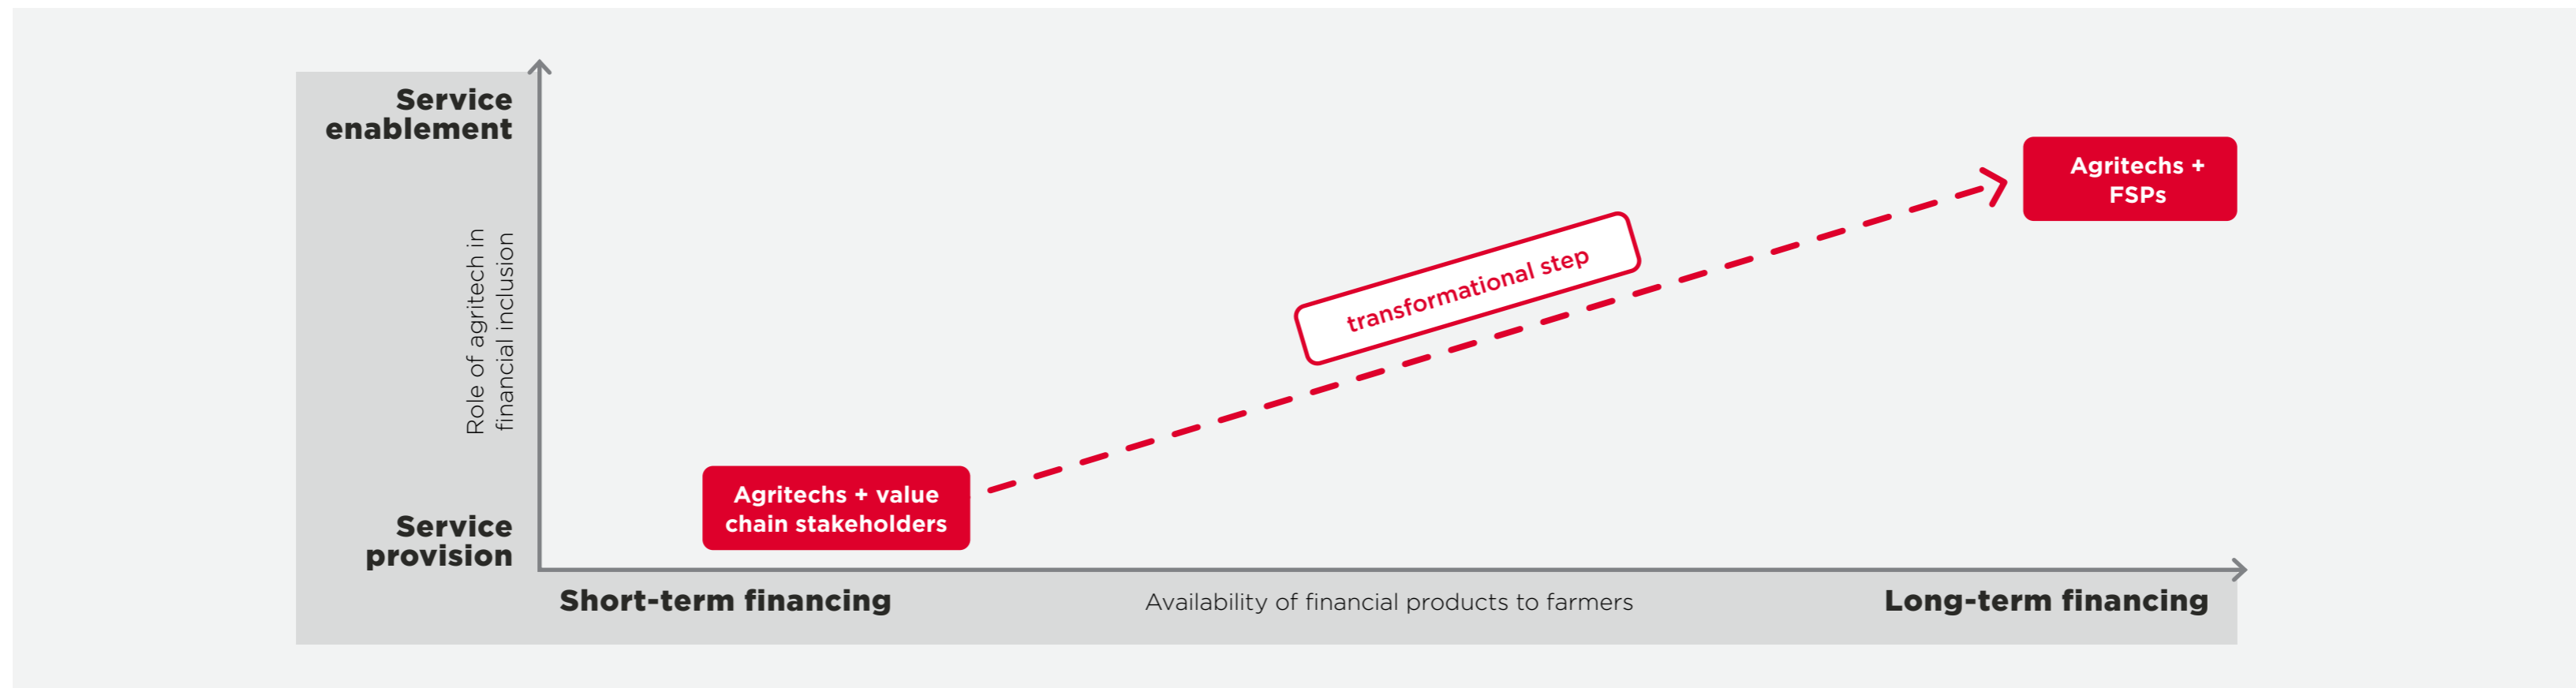 Service
enablement
Role of agritech in
financial inclusion
Service
provision
Agritechs +
FSPs
transformational step
Agritechs + value
chain stakeholders
Short-term financing
Availability of financial products to farmers
Long-term financing